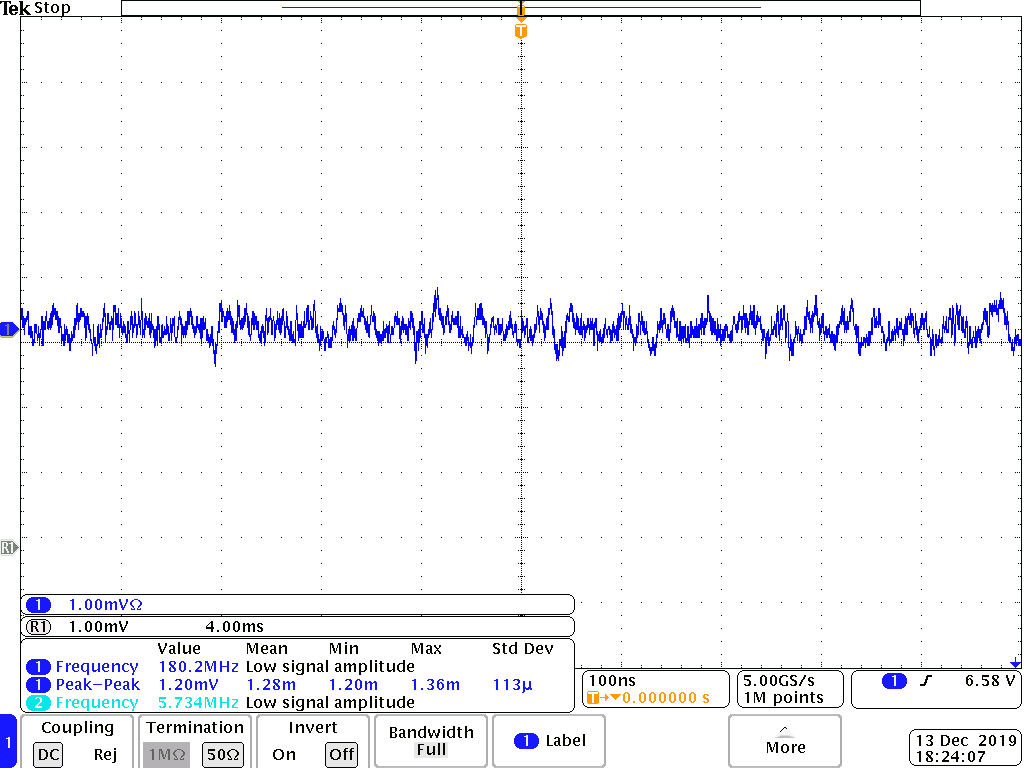 Tek Stop
T
1
R1
1 1.00mVΩ
R1 1.00mV 4.00ms
Value Mean Min Max Std Dev
1 Frequency 180.2MHz Low signal amplitude
1 Peak−Peak 1.20mV 1.28m 1.20m 1.36m 113µ
2 Frequency 5.734MHz Low signal amplitude
100ns
T→▼0.000000 s
5.00GS/s
1M points
1 6.58 V
1
Coupling
DC Rej
Termination
1MΩ 50Ω
Invert
On Off
Bandwidth
Full
1 Label
More
13 Dec 2019
18:24:07